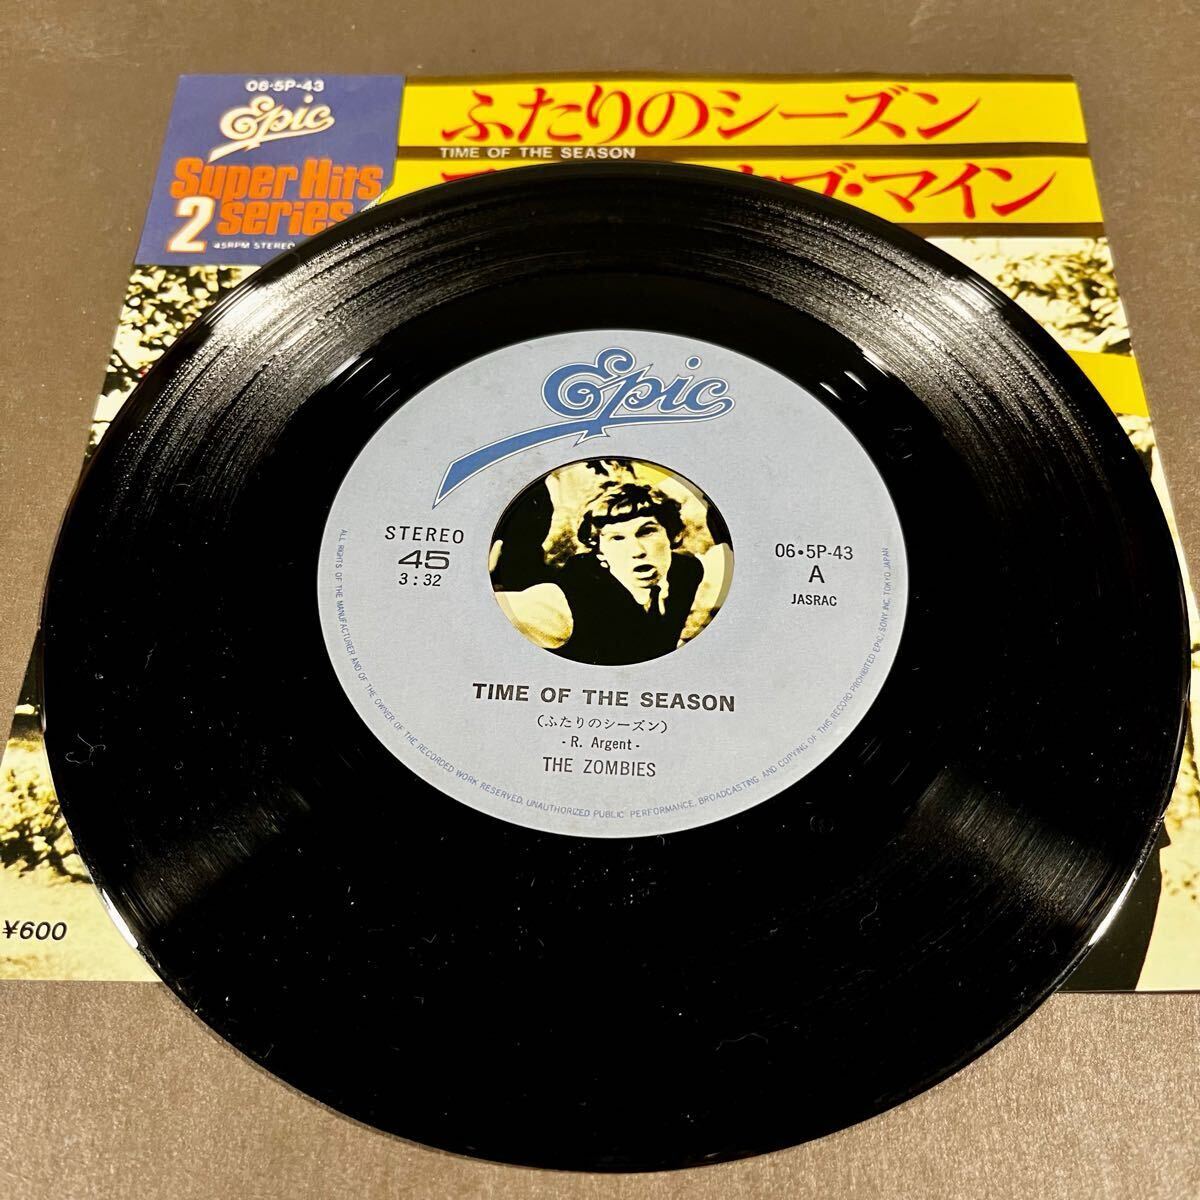 06・5P-43
Epic
Super Hits
2 Series
45RPM STEREO
ふたりのシーズン
TIME OF THE SEASON
ブ・マイン
Epic
STEREO
45
3:32
06・5P-43
A
JASRAC
TIME OF THE SEASON
(ふたりのシーズン)
- R. Argent -
THE ZOMBIES
ALL RIGHTS OF THE MANUFACTURER AND OF THE OWNER OF THE RECORDED WORK RESERVED. UNAUTHORIZED PUBLIC PERFORMANCE, BROADCASTING AND COPYING OF THIS RECORD PROHIBITED EPIC/SONY INC. TOKYO JAPAN
¥600